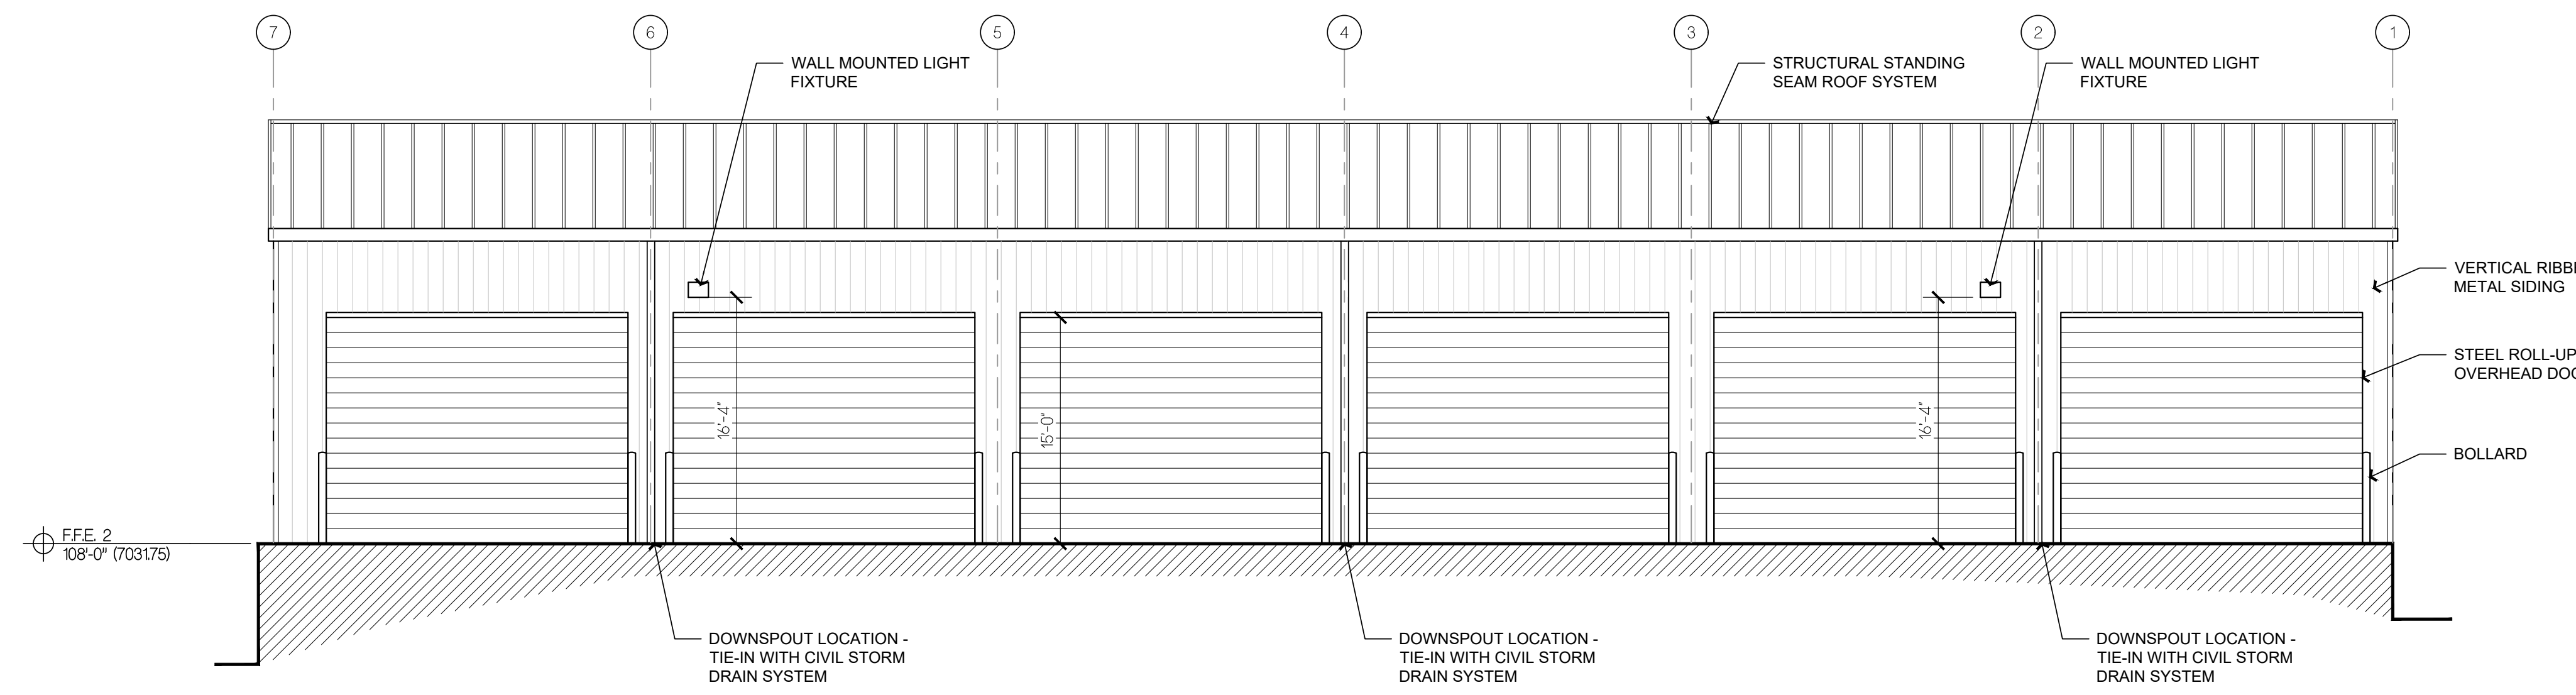 7
6
5
4
3
2
1
WALL MOUNTED LIGHT
FIXTURE
STRUCTURAL STANDING
SEAM ROOF SYSTEM
WALL MOUNTED LIGHT
FIXTURE
VERTICAL
METAL SIDING
STEEL ROLL-UP
OVERHEAD
16'-4"
15'-0"
16'-4"
BOLLARD
F.F.E. 2
108'-0" (7031.75)
DOWNSPOUT LOCATION -
TIE-IN WITH CIVIL STORM
DRAIN SYSTEM
DOWNSPOUT LOCATION -
TIE-IN WITH CIVIL STORM
DRAIN SYSTEM
DOWNSPOUT LOCATION -
TIE-IN WITH CIVIL STORM
DRAIN SYSTEM